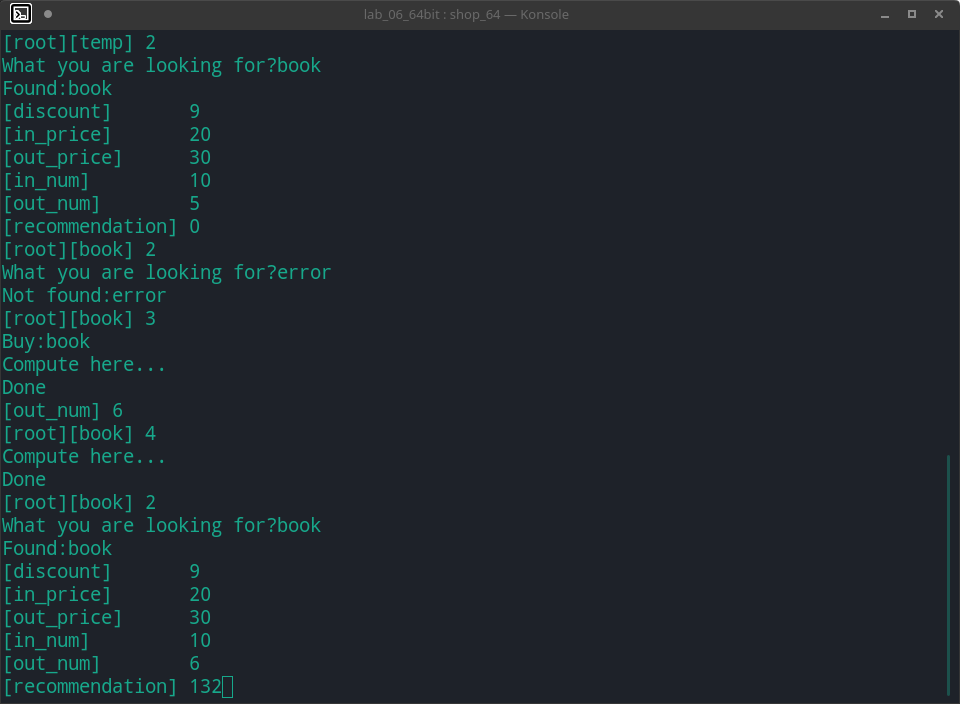 lab_06_64bit : shop_64 — Konsole
[root][temp] 2
What you are looking for?book
Found:book
[discount] 9
[in_price] 20
[out_price] 30
[in_num] 10
[out_num] 5
[recommendation] 0
[root][book] 2
What you are looking for?error
Not found:error
[root][book] 3
Buy:book
Compute here...
Done
[out_num] 6
[root][book] 4
Compute here...
Done
[root][book] 2
What you are looking for?book
Found:book
[discount] 9
[in_price] 20
[out_price] 30
[in_num] 10
[out_num] 6
[recommendation] 132